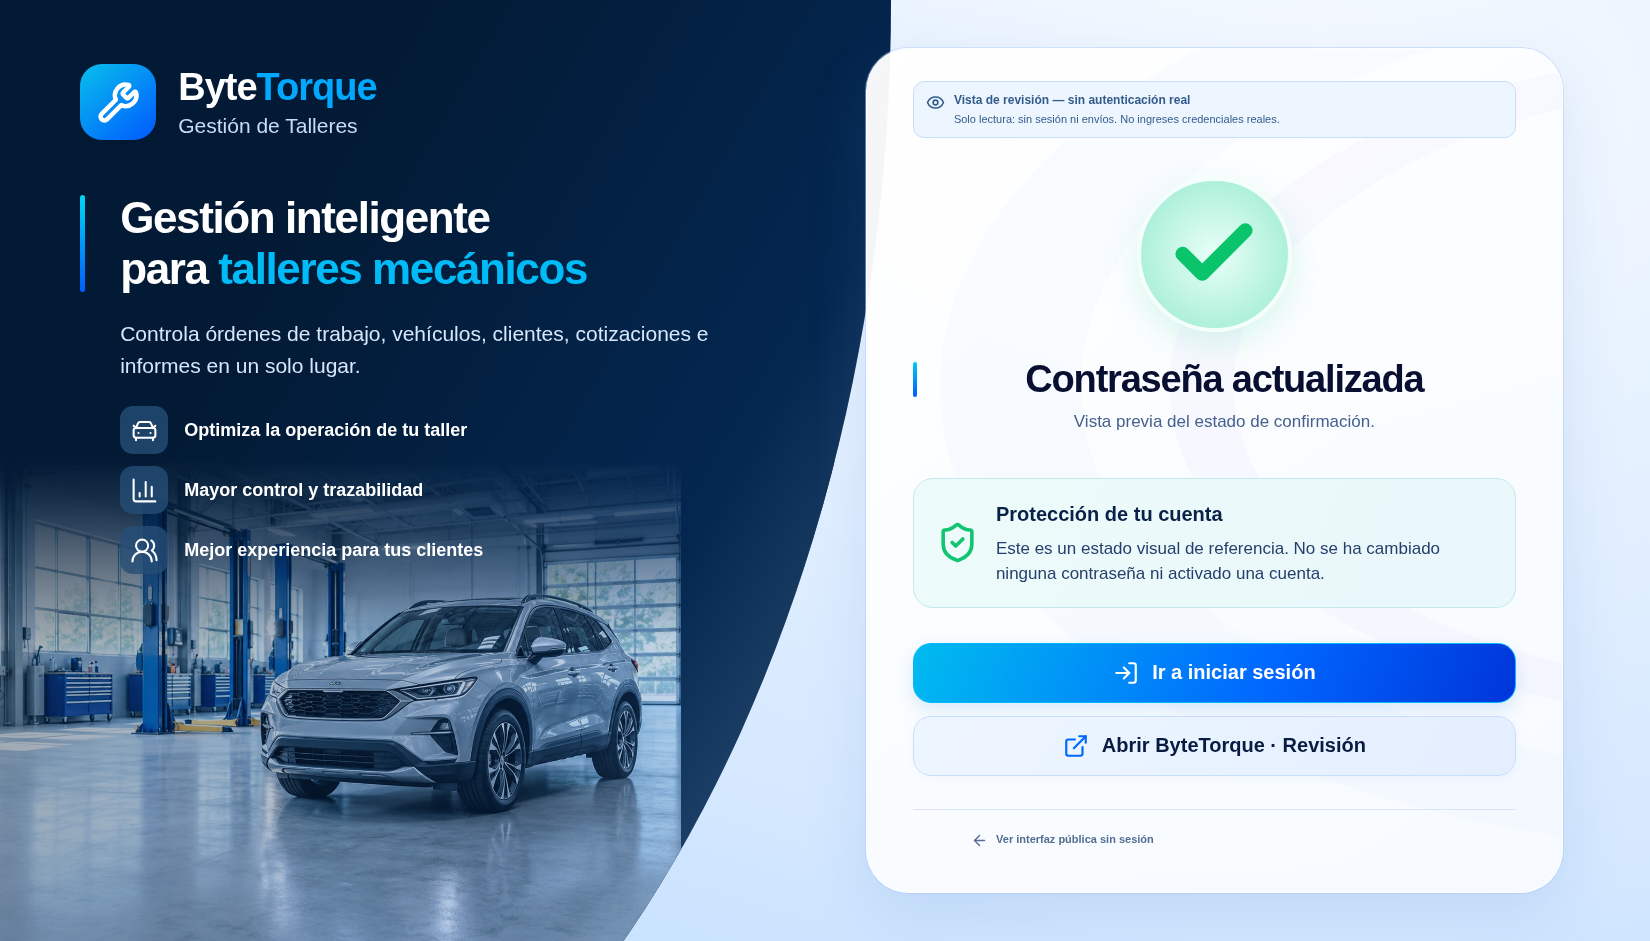 ByteTorque
Gestión de Talleres
Gestión inteligente
para talleres mecánicos
Controla órdenes de trabajo, vehículos, clientes, cotizaciones e
informes en un solo lugar.
Optimiza la operación de tu taller
Mayor control y trazabilidad
Mejor experiencia para tus clientes
Vista de revisión — sin autenticación real
Solo lectura: sin sesión ni envíos. No ingreses credenciales reales.
Contraseña actualizada
Vista previa del estado de confirmación.
Protección de tu cuenta
Este es un estado visual de referencia. No se ha cambiado
ninguna contraseña ni activado una cuenta.
Ir a iniciar sesión
Abrir ByteTorque · Revisión
Ver interfaz pública sin sesión